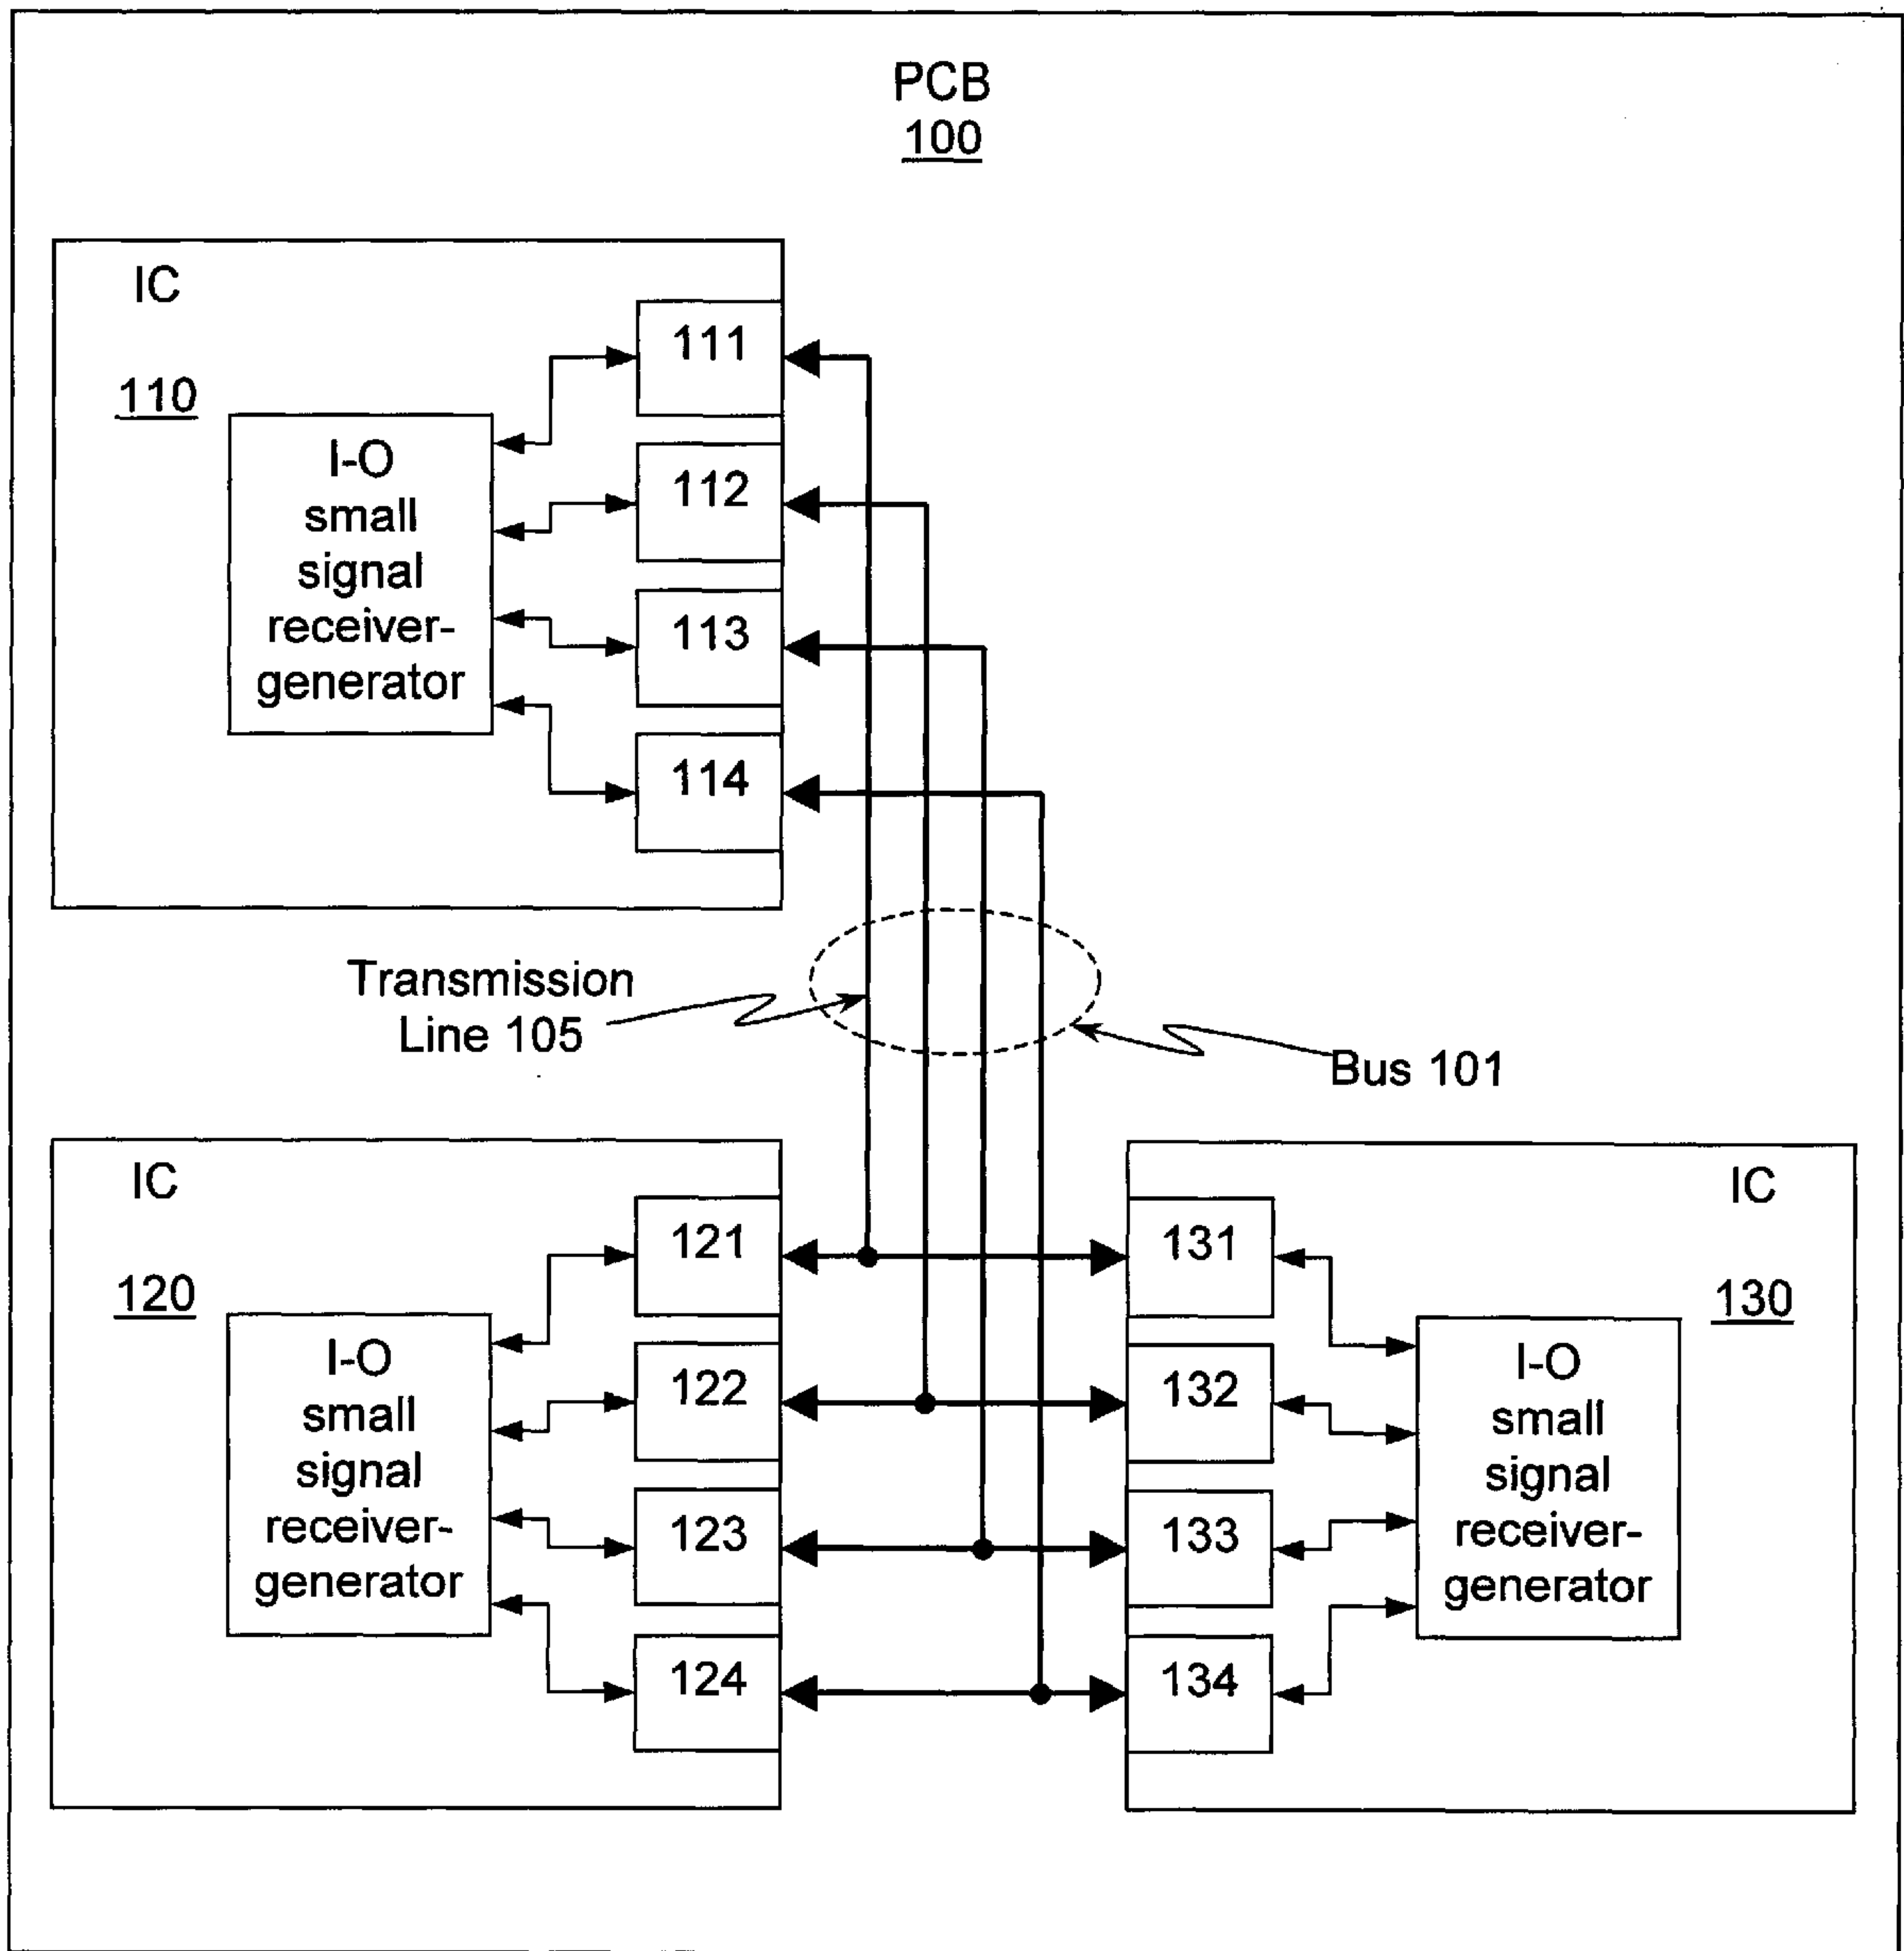 PCB
100
IC
110
I-O
small
signal
receiver-
generator
111
112
113
114
Transmission
Line 105
Bus 101
IC
120
I-O
small
signal
receiver-
generator
121
122
123
124
131
132
133
134
IC
130
I-O
small
signal
receiver-
generator